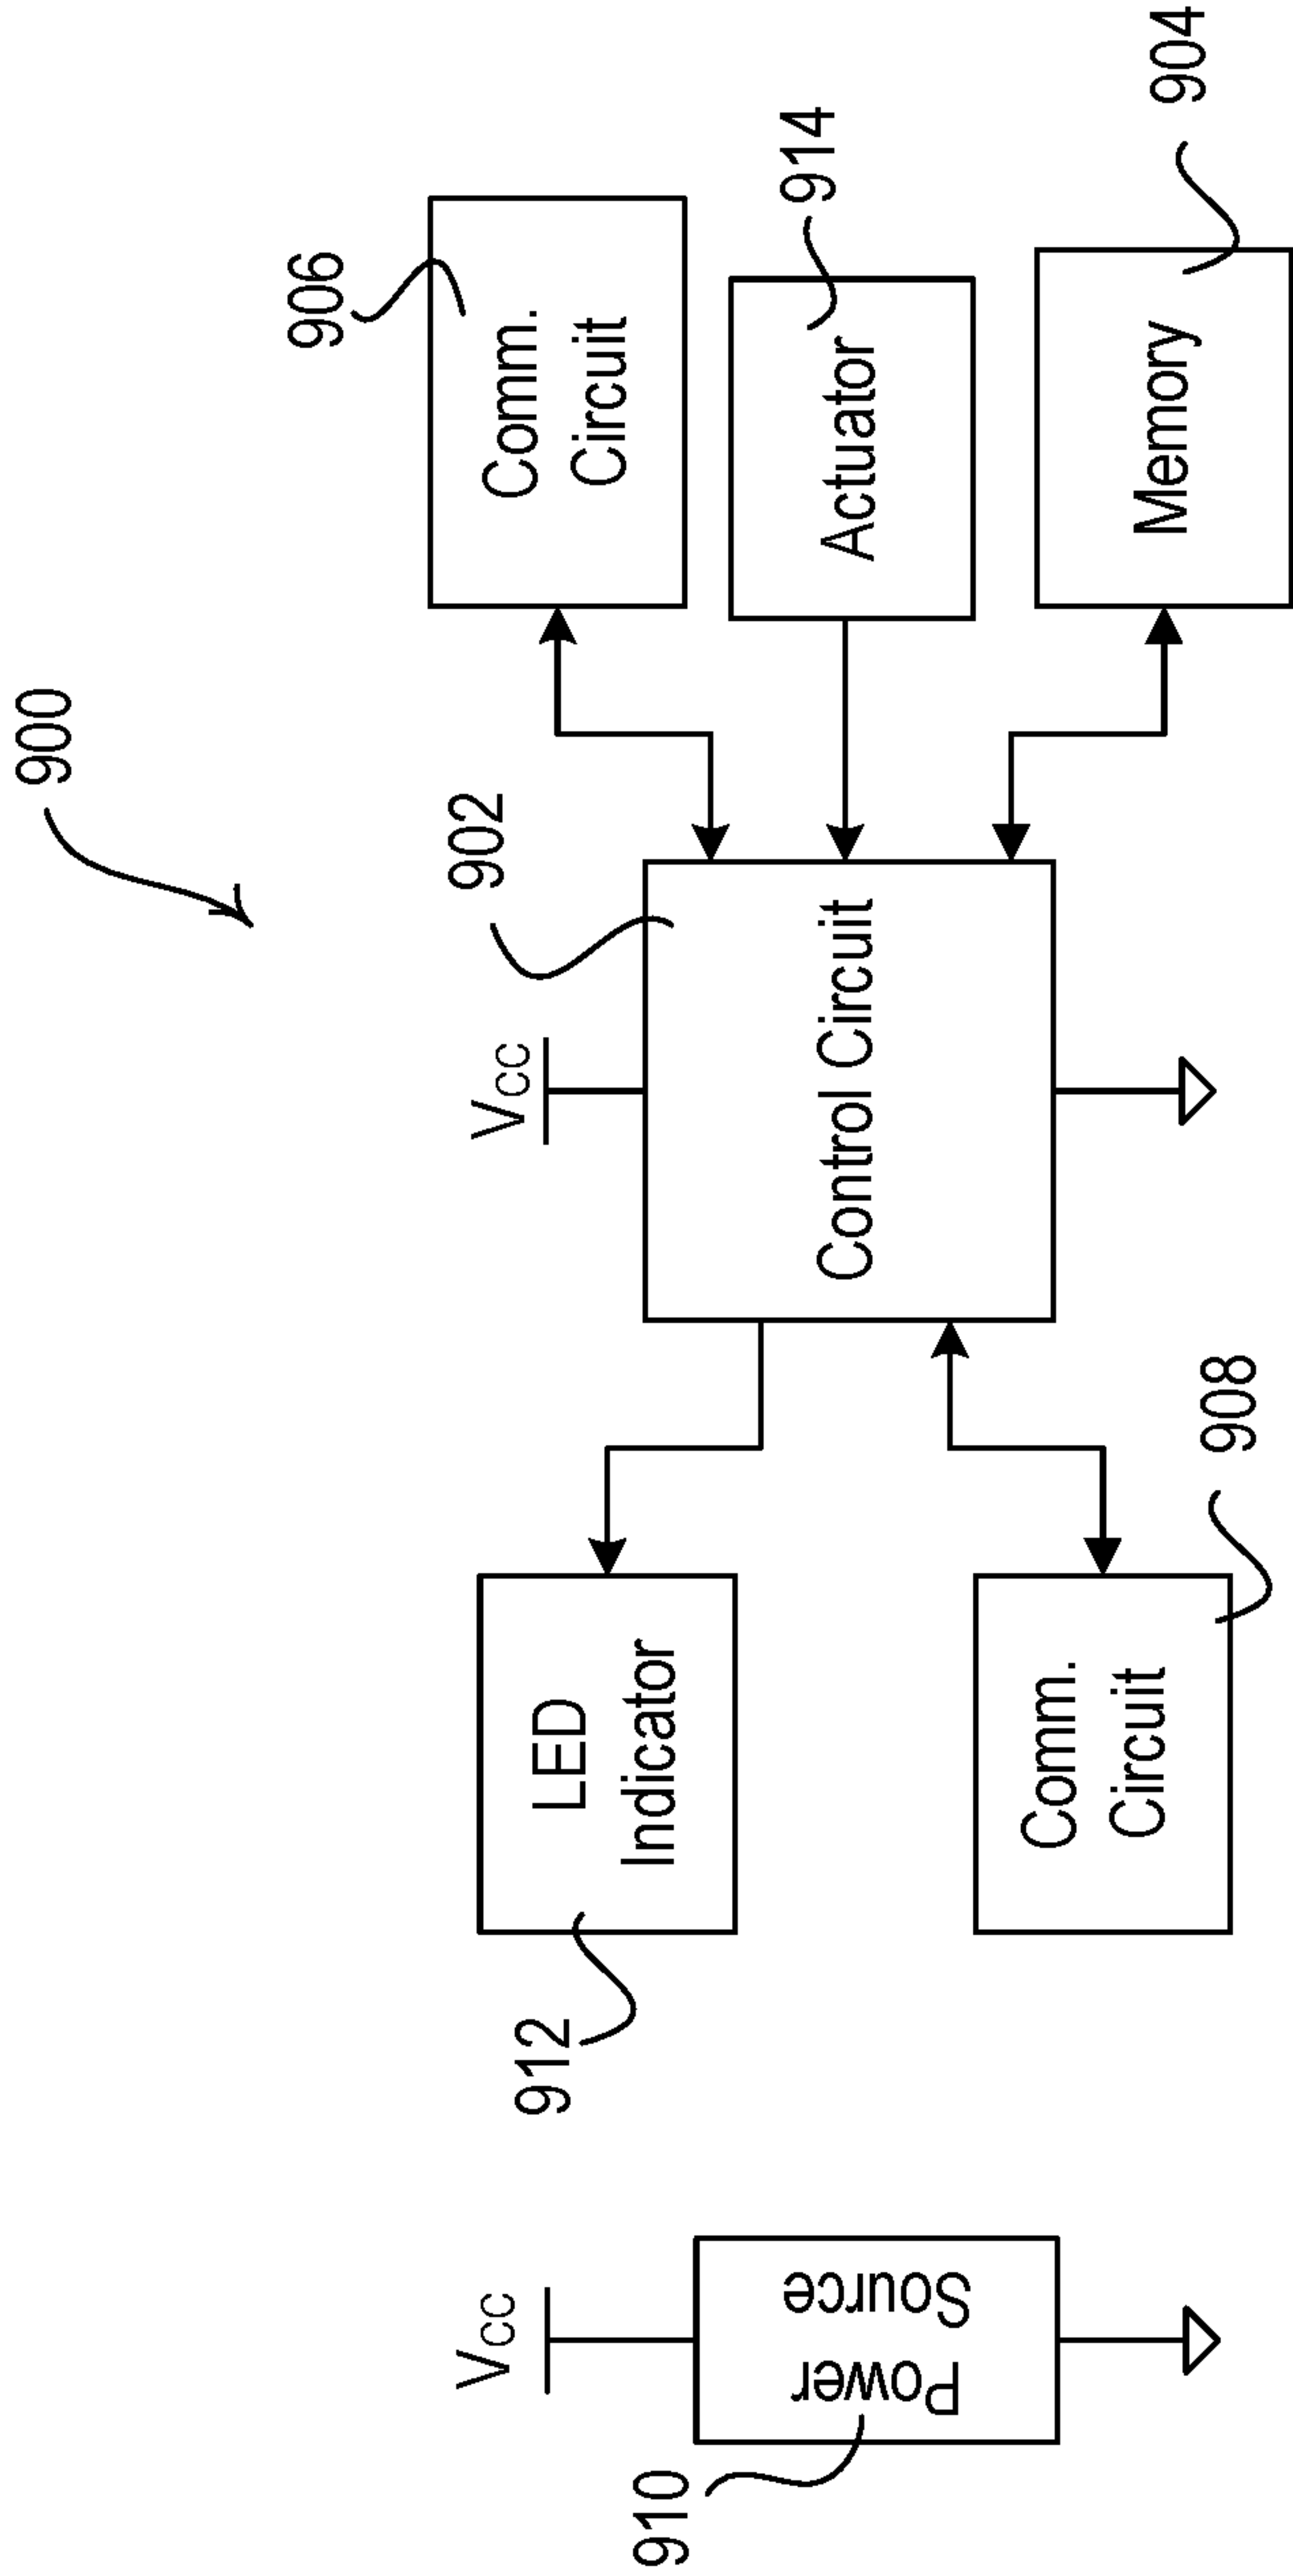 900
906
Comm.
Circuit
914
Actuator
904
Memory
902
VCC
Control Circuit
912
LED
Indicator
908
Comm.
Circuit
910
VCC
Power
Source